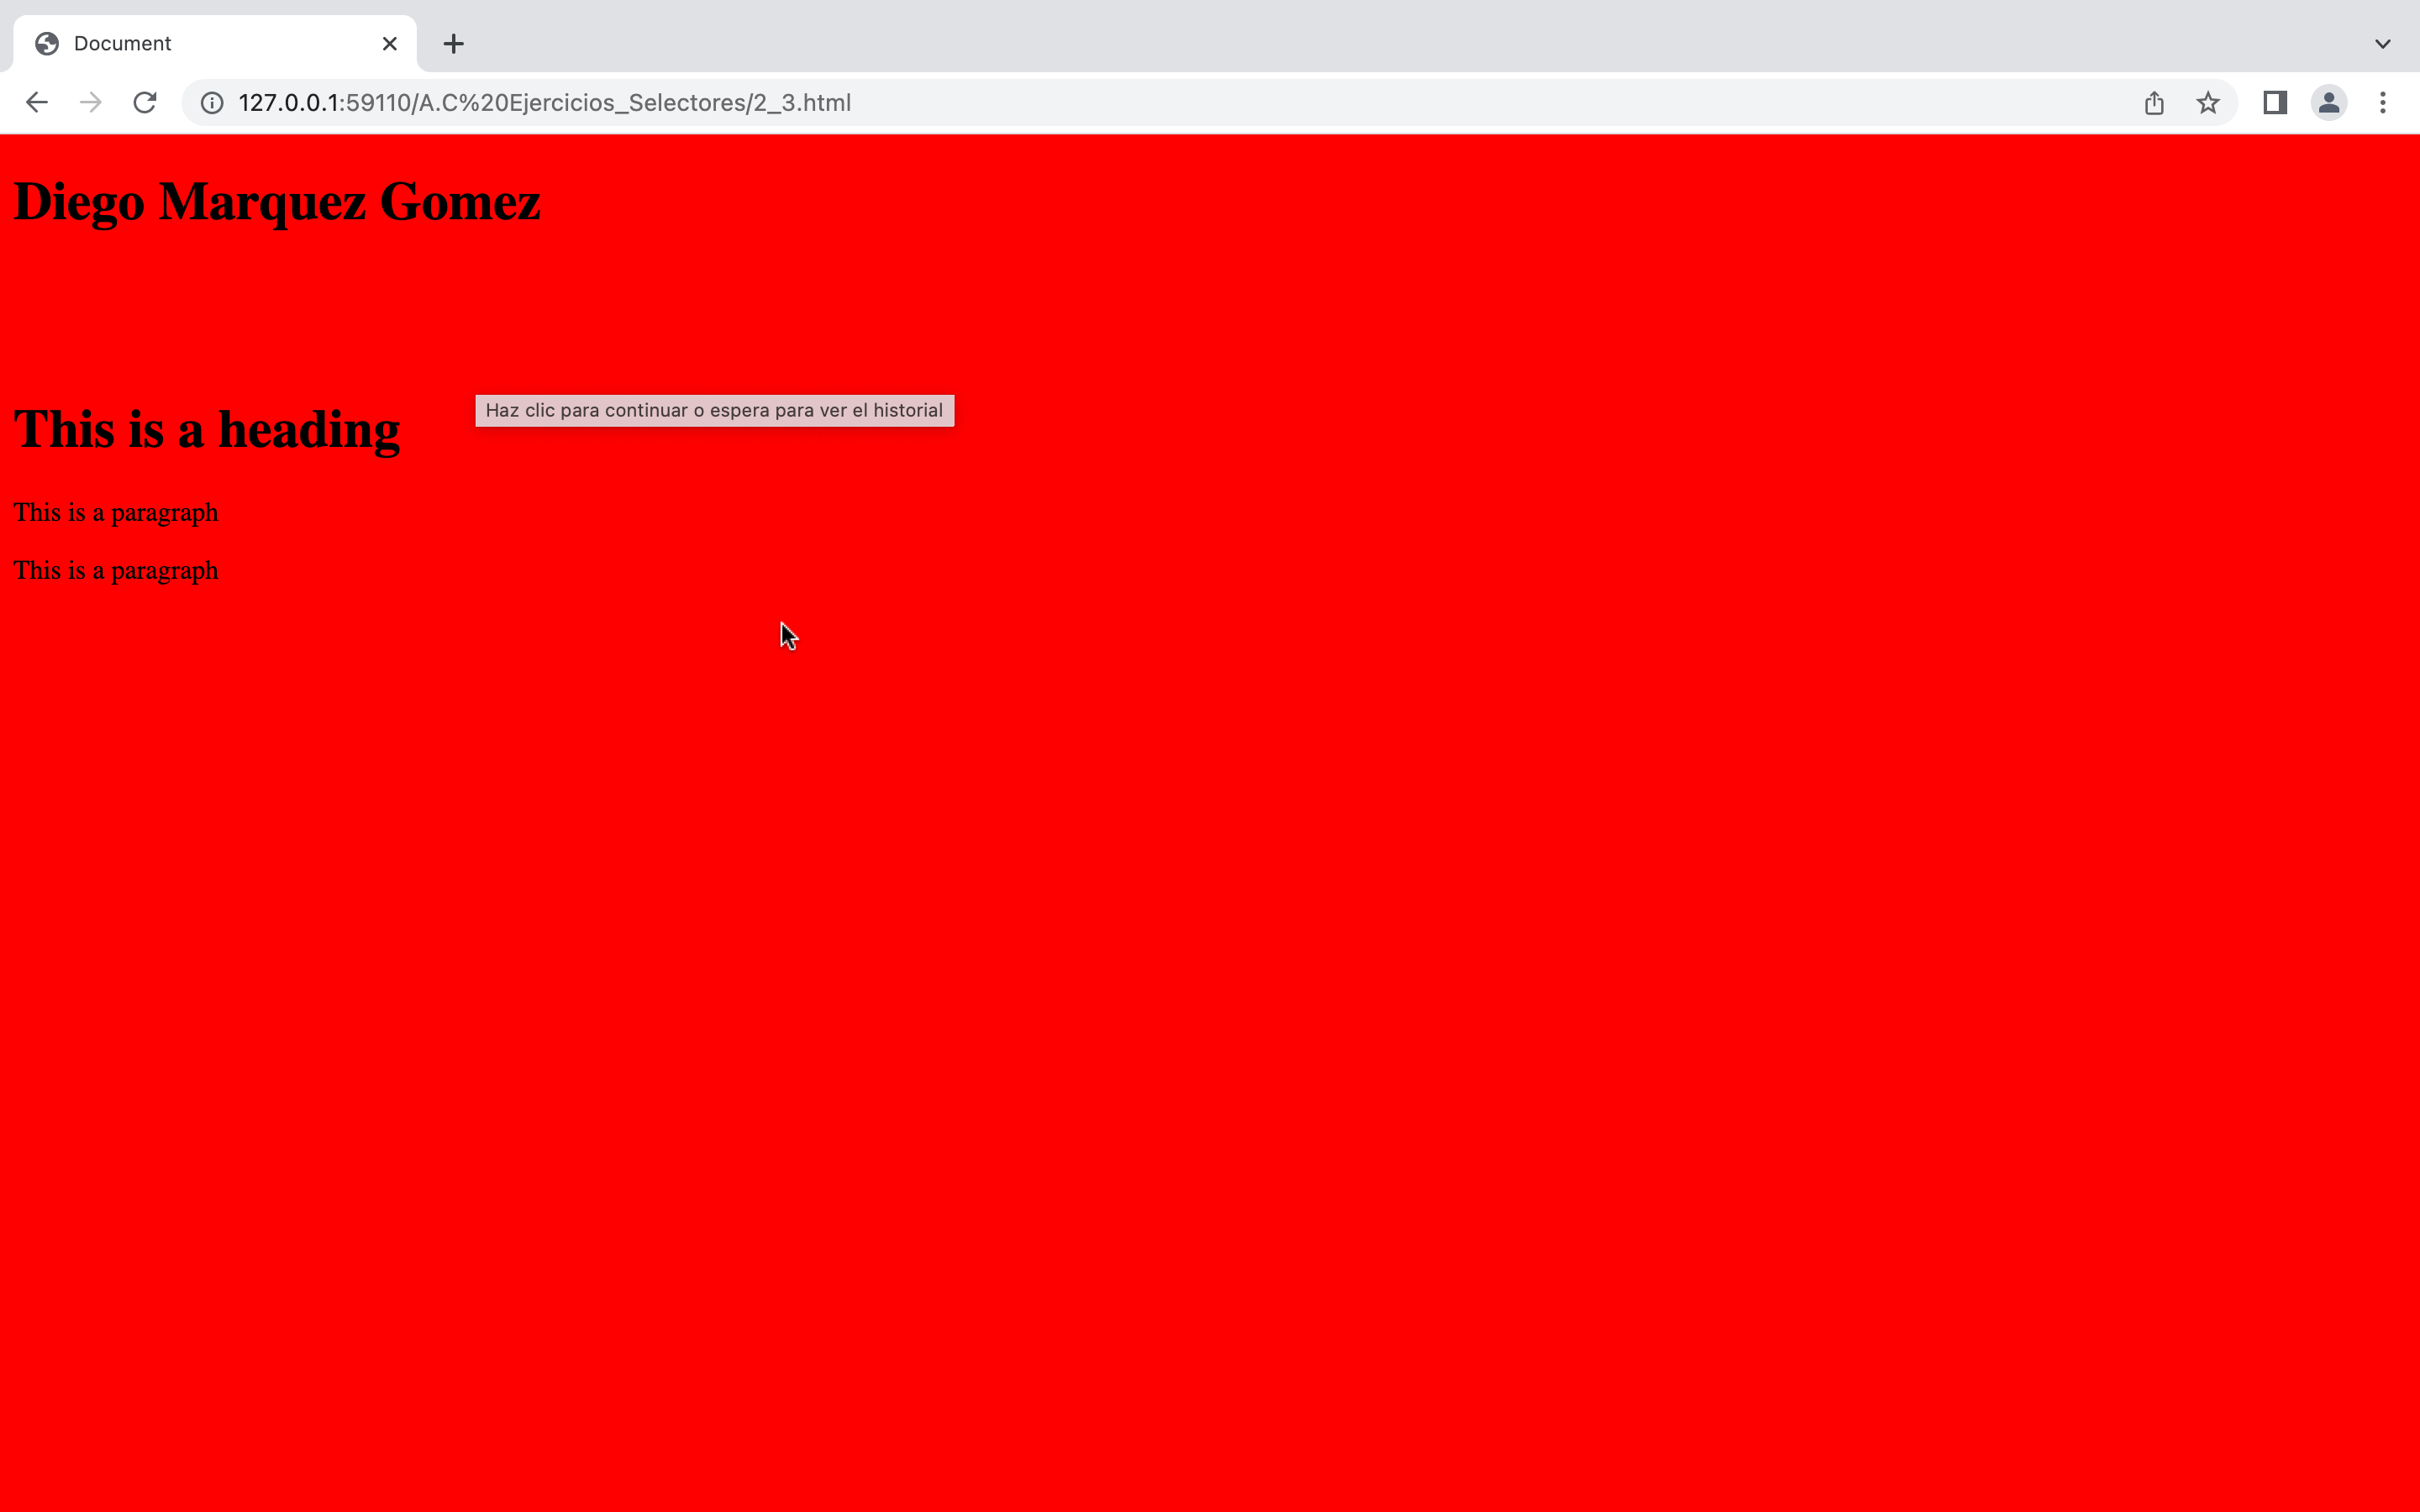 Document
127.0.0.1:59110/A.C%20Ejercicios_Selectores/2_3.html
Diego Marquez Gomez
Haz clic para continuar o espera para ver el historial
This is a heading
This is a paragraph
This is a paragraph